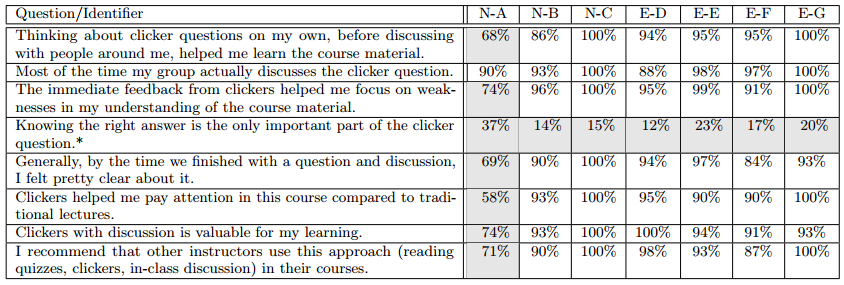 Question/Identifier N-A N-B N-C E-D E-E E-F E-G
Thinking about clicker questions on my own, before discussing 68% 86% 100% 94% 95% 95% 100%
with people around me, helped me learn the course material.
Most of the time my group actually discusses the clicker question. 90% 93% 100% 88% 98% 97% 100%
The immediate feedback from clickers helped me focus on weak- 74% 96% 100% 95% 99% 91% 100%
nesses in my understanding of the course material.
Knowing the right answer is the only important part of the clicker 37% 14% 15% 12% 23% 17% 20%
question.*
Generally, by the time we finished with a question and discussion, 69% 90% 100% 94% 97% 84% 93%
I felt pretty clear about it.
Clickers helped me pay attention in this course compared to tradi- 58% 93% 100% 95% 90% 90% 100%
tional lectures.
Clickers with discussion is valuable for my learning. 74% 93% 100% 100% 94% 91% 93%
I recommend that other instructors use this approach (reading 71% 90% 100% 98% 93% 87% 100%
quizzes, clickers, in-class discussion) in their courses.